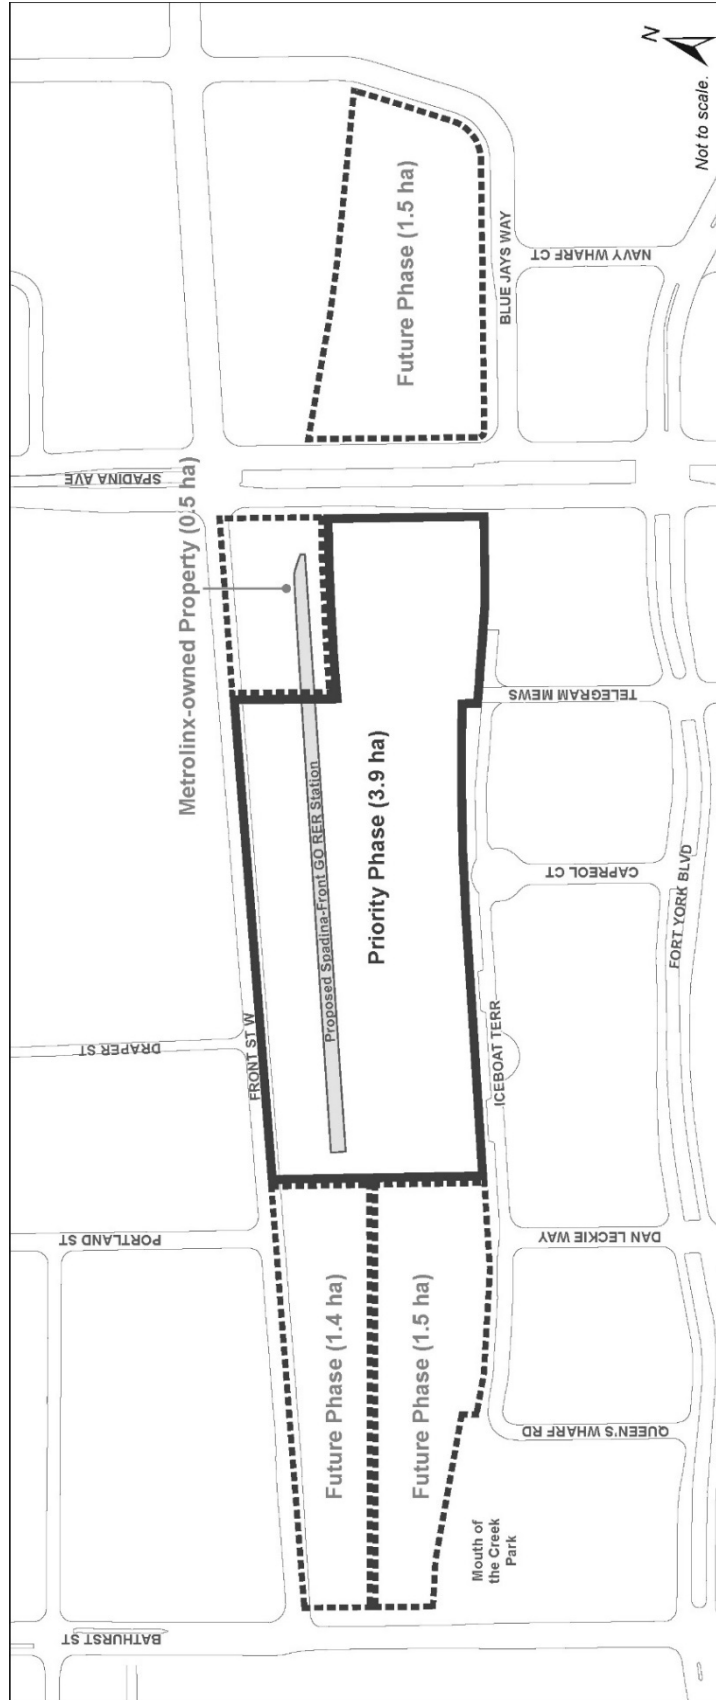 N
Not to scale.
SPADINA AVE
Metrolinx-owned Property (0.5 ha)
Future Phase (1.5 ha)
BLUE JAYS WAY
NAVY WHARF CT
DRAPER ST
FRONT ST W
Proposed Spadina-Front GO RER Station
Priority Phase (3.9 ha)
TELEGRAM MEWS
CAPREOL CT
ICEBOAT TERR
FORT YORK BLVD
PORTLAND ST
DAN LECKIE WAY
Future Phase (1.4 ha)
Future Phase (1.5 ha)
QUEEN'S WHARF RD
Mouth of
the Creek
Park
BATHURST ST